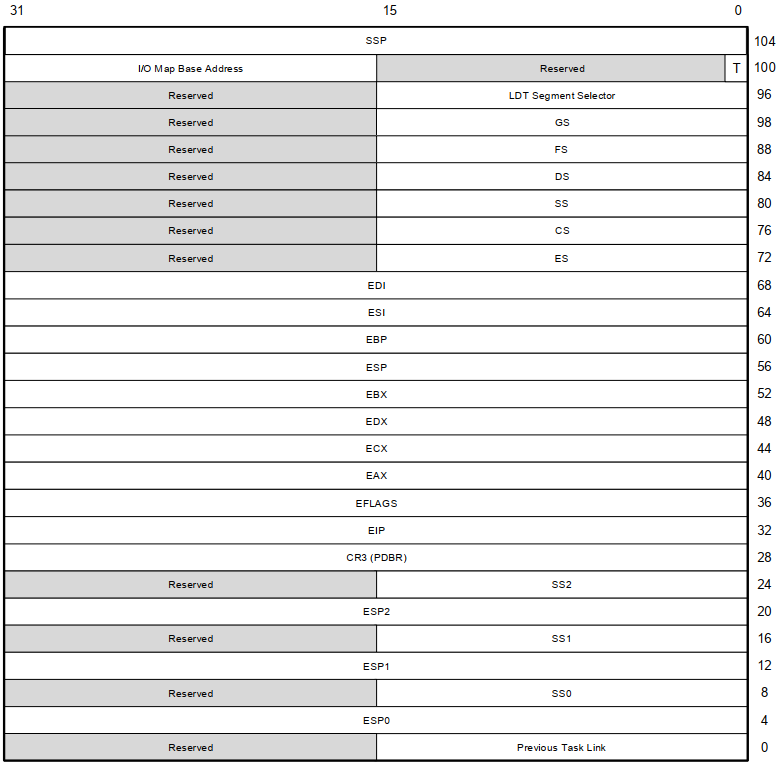 31 15 0
SSP 104
I/O Map Base Address Reserved T 100
Reserved LDT Segment Selector 96
Reserved GS 98
Reserved FS 88
Reserved DS 84
Reserved SS 80
Reserved CS 76
Reserved ES 72
EDI 68
ESI 64
EBP 60
ESP 56
EBX 52
EDX 48
ECX 44
EAX 40
EFLAGS 36
EIP 32
CR3 (PDBR) 28
Reserved SS2 24
ESP2 20
Reserved SS1 16
ESP1 12
Reserved SS0 8
ESP0 4
Reserved Previous Task Link 0